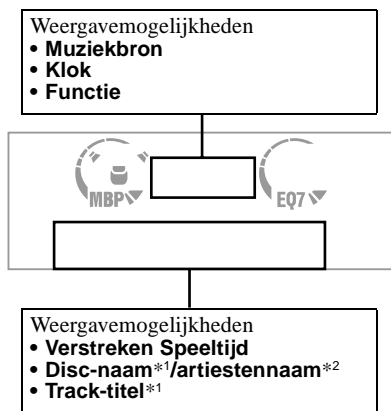 Weergavemogelijkheden
• Muziekbron
• Klok
• Functie
MBP EQ7
Weergavemogelijkheden
• Verstreken Speeltijd
• Disc-naam*1/artiestennaam*2
• Track-titel*1